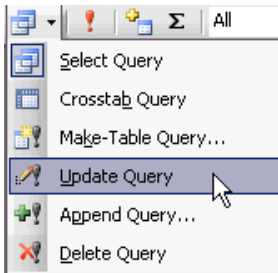 Σ All
Select Query
Crosstab Query
Make-Table Query...
Update Query
Append Query...
Delete Query